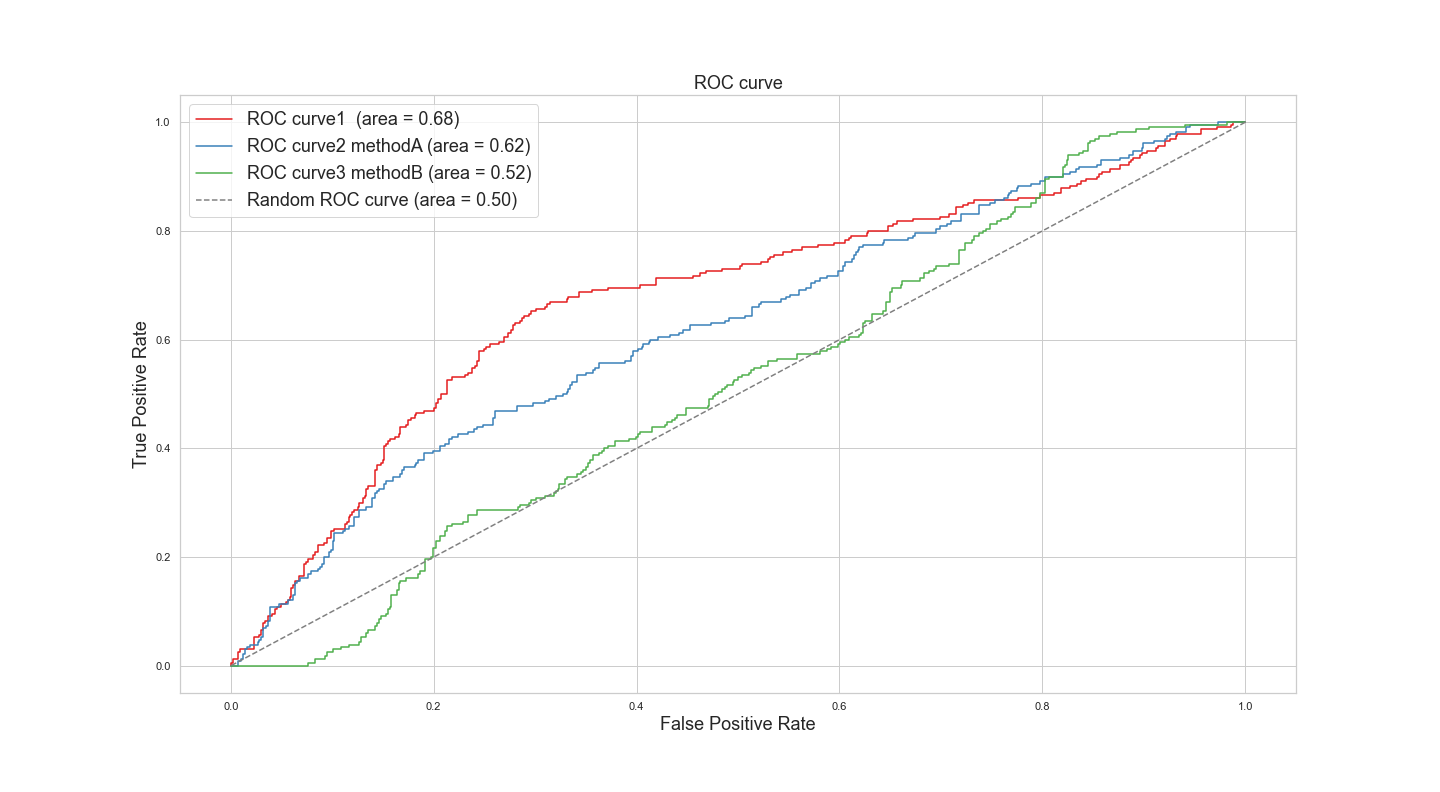 ROC curve
ROC curve1  (area = 0.68)
ROC curve2 methodA (area = 0.62)
ROC curve3 methodB (area = 0.52)
Random ROC curve (area = 0.50)
1.0
0.8
0.6
0.4
0.2
0.0
True Positive Rate
0.0 0.2 0.4 0.6 0.8 1.0
False Positive Rate